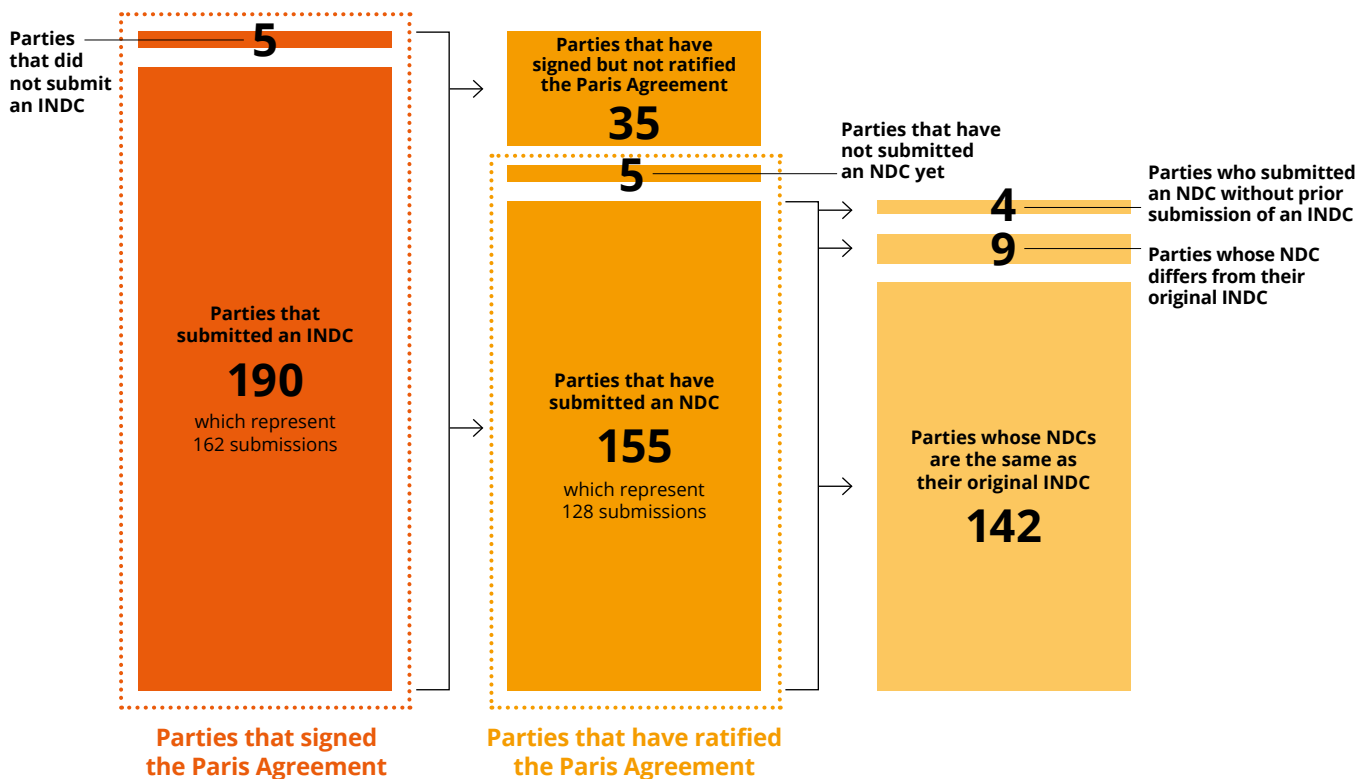 Parties
that did
not submit
an INDC
5
Parties that
submitted an INDC
190
which represent
162 submissions
Parties that signed
the Paris Agreement
Parties that have
signed but not ratified
the Paris Agreement
35
5
Parties that have
not submitted
an NDC yet
Parties that have
submitted an NDC
155
which represent
128 submissions
Parties that have ratified
the Paris Agreement
4
Parties who submitted
an NDC without prior
submission of an INDC
9
Parties whose NDC
differs from their
original INDC
Parties whose NDCs
are the same as
their original INDC
142